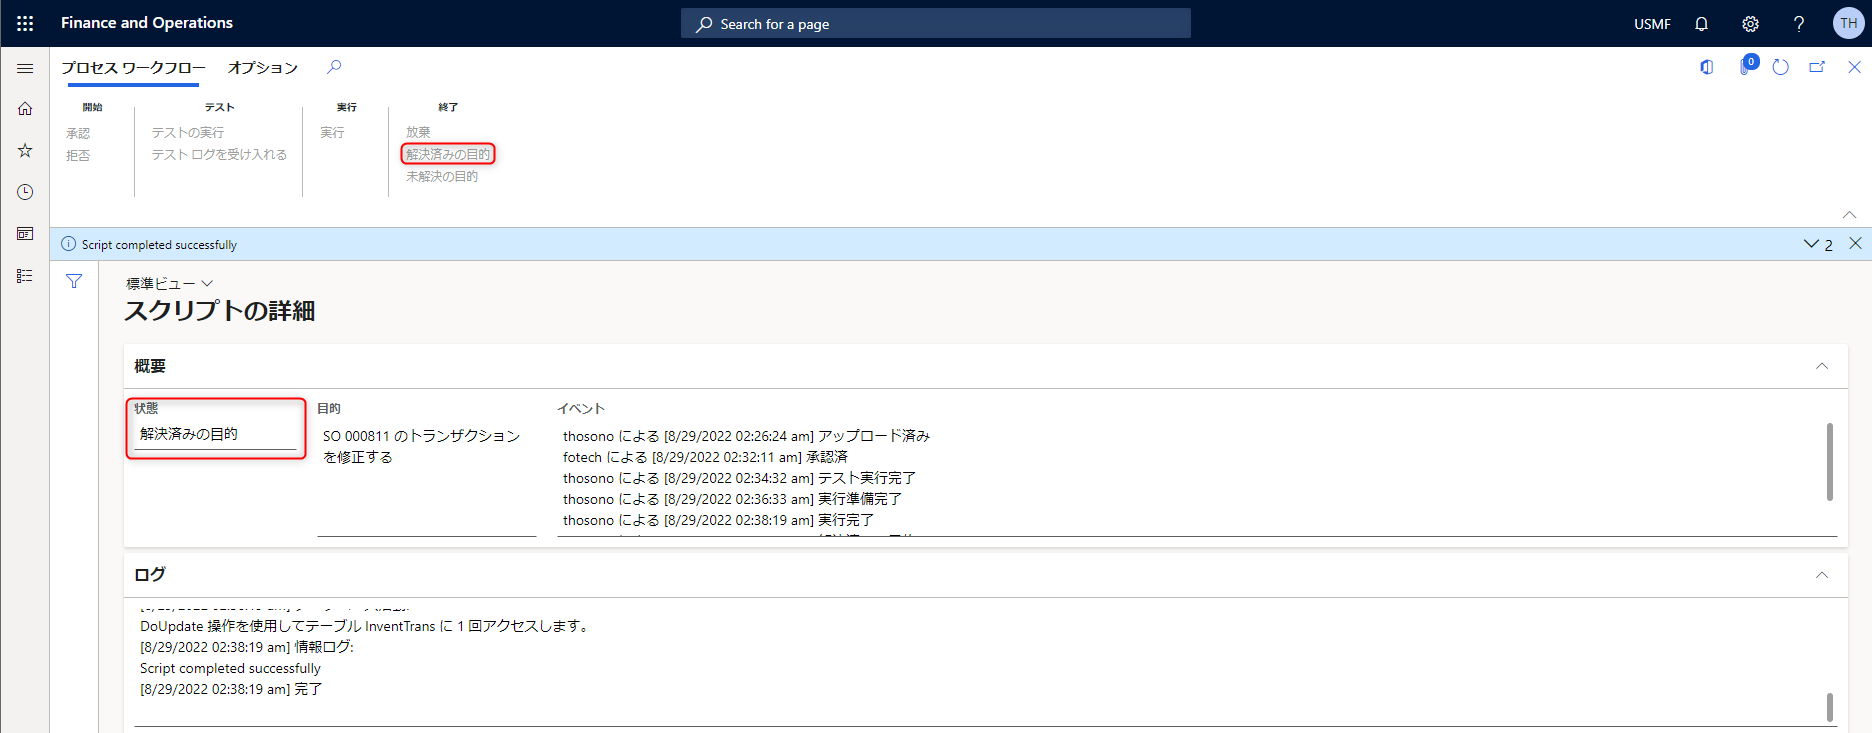 Finance and Operations
Search for a page
USMF
TH
プロセス ワークフロー
オプション
0
開始
承認
拒否
テスト
テストの実行
テスト ログを受け入れる
実行
実行
終了
放棄
解決済みの目的
未解決の目的
Script completed successfully
2
標準ビュー
スクリプトの詳細
概要
状態
解決済みの目的
目的
SO 000811 のトランザクション
を修正する
イベント
thosono による [8/29/2022 02:26:24 am] アップロード済み
fotech による [8/29/2022 02:32:11 am] 承認済
thosono による [8/29/2022 02:34:32 am] テスト実行完了
thosono による [8/29/2022 02:36:33 am] 実行準備完了
thosono による [8/29/2022 02:38:19 am] 実行完了
ログ
DoUpdate 操作を使用してテーブル InventTrans に 1 回アクセスします。
[8/29/2022 02:38:19 am] 情報ログ:
Script completed successfully
[8/29/2022 02:38:19 am] 完了